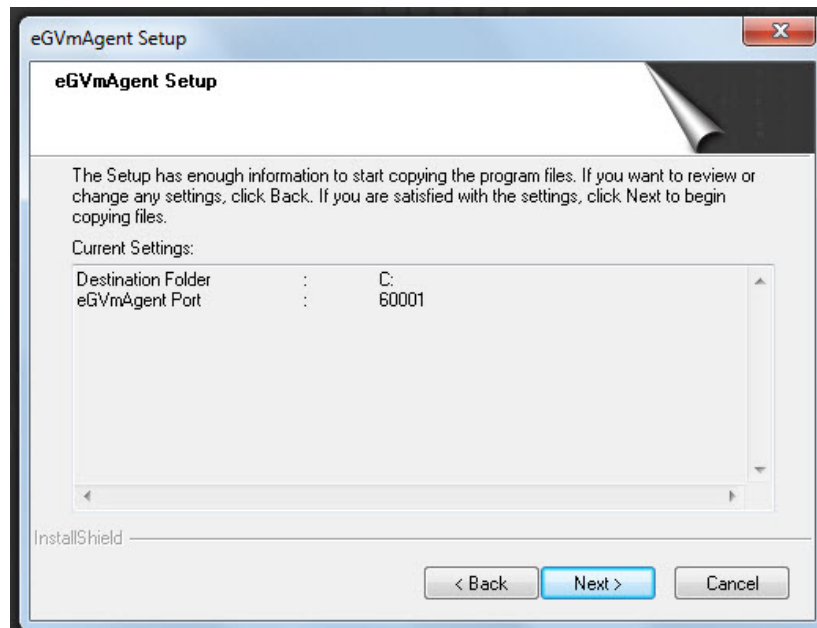 eGVmAgent Setup
eGVmAgent Setup
The Setup has enough information to start copying the program files. If you want to review or
change any settings, click Back. If you are satisfied with the settings, click Next to begin
copying files.
Current Settings:
Destination Folder : C:
eGVmAgent Port : 60001
InstallShield
< Back Next > Cancel